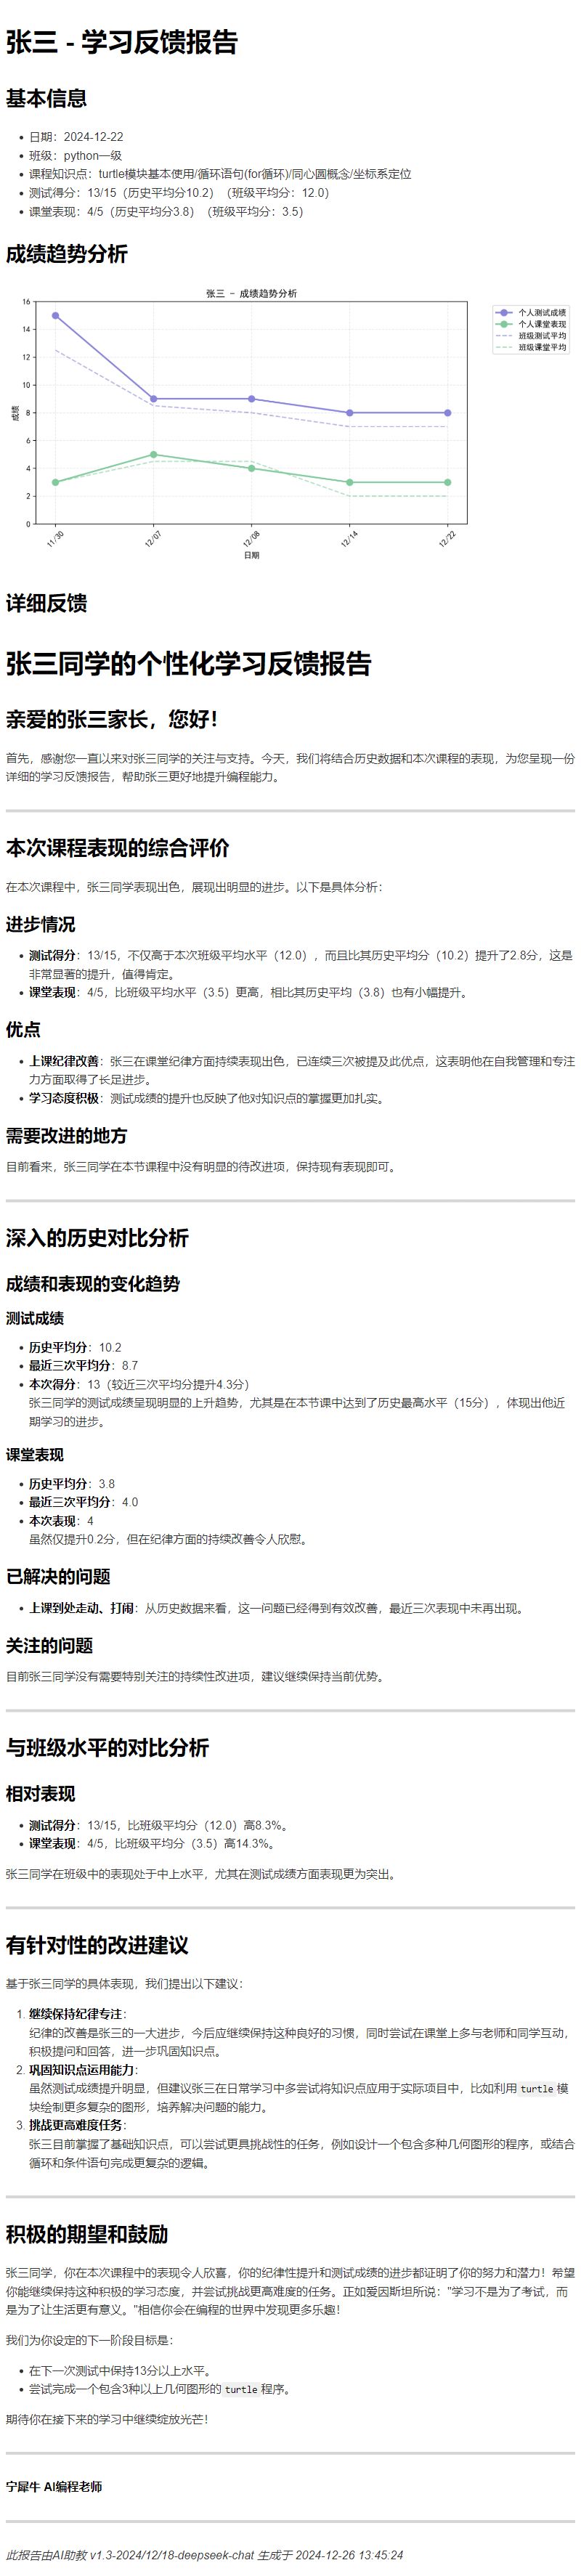 张三 - 学习反馈报告
基本信息
• 日期：2024-12-22
• 班级：python一级
• 课程知识点：turtle模块基本使用/循环语句(for循环)/同心圆概念/坐标系定位
• 测试得分：13/15（历史平均分10.2）（班级平均分：12.0）
• 课堂表现：4/5（历史平均分3.8）（班级平均分：3.5）
成绩趋势分析
张三 - 成绩趋势分析
个人测试成绩
个人课堂表现
班级测试平均
班级课堂平均
16
14
12
10
8
6
4
2
0
成绩
11/30
12/07
12/08
12/14
12/22
日期
详细反馈
张三同学的个性化学习反馈报告
亲爱的张三家长，您好！
首先，感谢您一直以来对张三同学的关注与支持。今天，我们将结合历史数据和本次课程的表现，为您呈现一份
详细的学习反馈报告，帮助张三更好地提升编程能力。
本次课程表现的综合评价
在本次课程中，张三同学表现出色，展现出明显的进步。以下是具体分析：
进步情况
• 测试得分：13/15，不仅高于本次班级平均水平（12.0），而且比其历史平均分（10.2）提升了2.8分，这是
非常显著的提升，值得肯定。
• 课堂表现：4/5，比班级平均水平（3.5）更高，相比其历史平均（3.8）也有小幅提升。
优点
• 上课纪律改善：张三在课堂纪律方面持续表现出色，已连续三次被提及此优点，这表明他在自我管理和专注
力方面取得了长足进步。
• 学习态度积极：测试成绩的提升也反映了他对知识点的掌握更加扎实。
需要改进的地方
目前看来，张三同学在本节课程中没有明显的待改进项，保持现有表现即可。
深入的历史对比分析
成绩和表现的变化趋势
测试成绩
• 历史平均分：10.2
• 最近三次平均分：8.7
• 本次得分：13（较近三次平均分提升4.3分）
张三同学的测试成绩呈现明显的上升趋势，尤其是在本节课中达到了历史最高水平（15分），体现出他近
期学习的进步。
课堂表现
• 历史平均分：3.8
• 最近三次平均分：4.0
• 本次表现：4
虽然仅提升0.2分，但在纪律方面的持续改善令人欣慰。
已解决的问题
• 上课到处走动、打闹：从历史数据来看，这一问题已经得到有效改善，最近三次表现中未再出现。
关注的问题
目前张三同学没有需要特别关注的持续性改进项，建议继续保持当前优势。
与班级水平的对比分析
相对表现
• 测试得分：13/15，比班级平均分（12.0）高8.3%。
• 课堂表现：4/5，比班级平均分（3.5）高14.3%。
张三同学在班级中的表现处于中上水平，尤其在测试成绩方面表现更为突出。
有针对性的改进建议
基于张三同学的具体表现，我们提出以下建议：
1. 继续保持纪律专注：
纪律的改善是张三的一大进步，今后应继续保持这种良好的习惯，同时尝试在课堂上多与老师和同学互动，
积极提问和回答，进一步巩固知识点。
2. 巩固知识点运用能力：
虽然测试成绩提升明显，但建议张三在日常学习中多尝试将知识点应用于实际项目中，比如利用 turtle 模
块绘制更多复杂的图形，培养解决问题的能力。
3. 挑战更高难度任务：
张三目前掌握了基础知识点，可以尝试更具挑战性的任务，例如设计一个包含多种几何图形的程序，或结合
循环和条件语句完成更复杂的逻辑。
积极的期望和鼓励
张三同学，你在本次课程中的表现令人欣喜，你的纪律性提升和测试成绩的进步都证明了你的努力和潜力！希望
你能继续保持这种积极的学习态度，并尝试挑战更高难度的任务。正如爱因斯坦所说："学习不是为了考试，而
是为了让生活更有意义。"相信你会在编程的世界中发现更多乐趣！
我们为你设定的下一阶段目标是：
• 在下一次测试中保持13分以上水平。
• 尝试完成一个包含3种以上几何图形的 turtle 程序。
期待你在接下来的学习中继续绽放光芒！
宁犀牛 AI编程老师
此报告由AI助教 v1.3-2024/12/18-deepseek-chat 生成于 2024-12-26 13:45:24